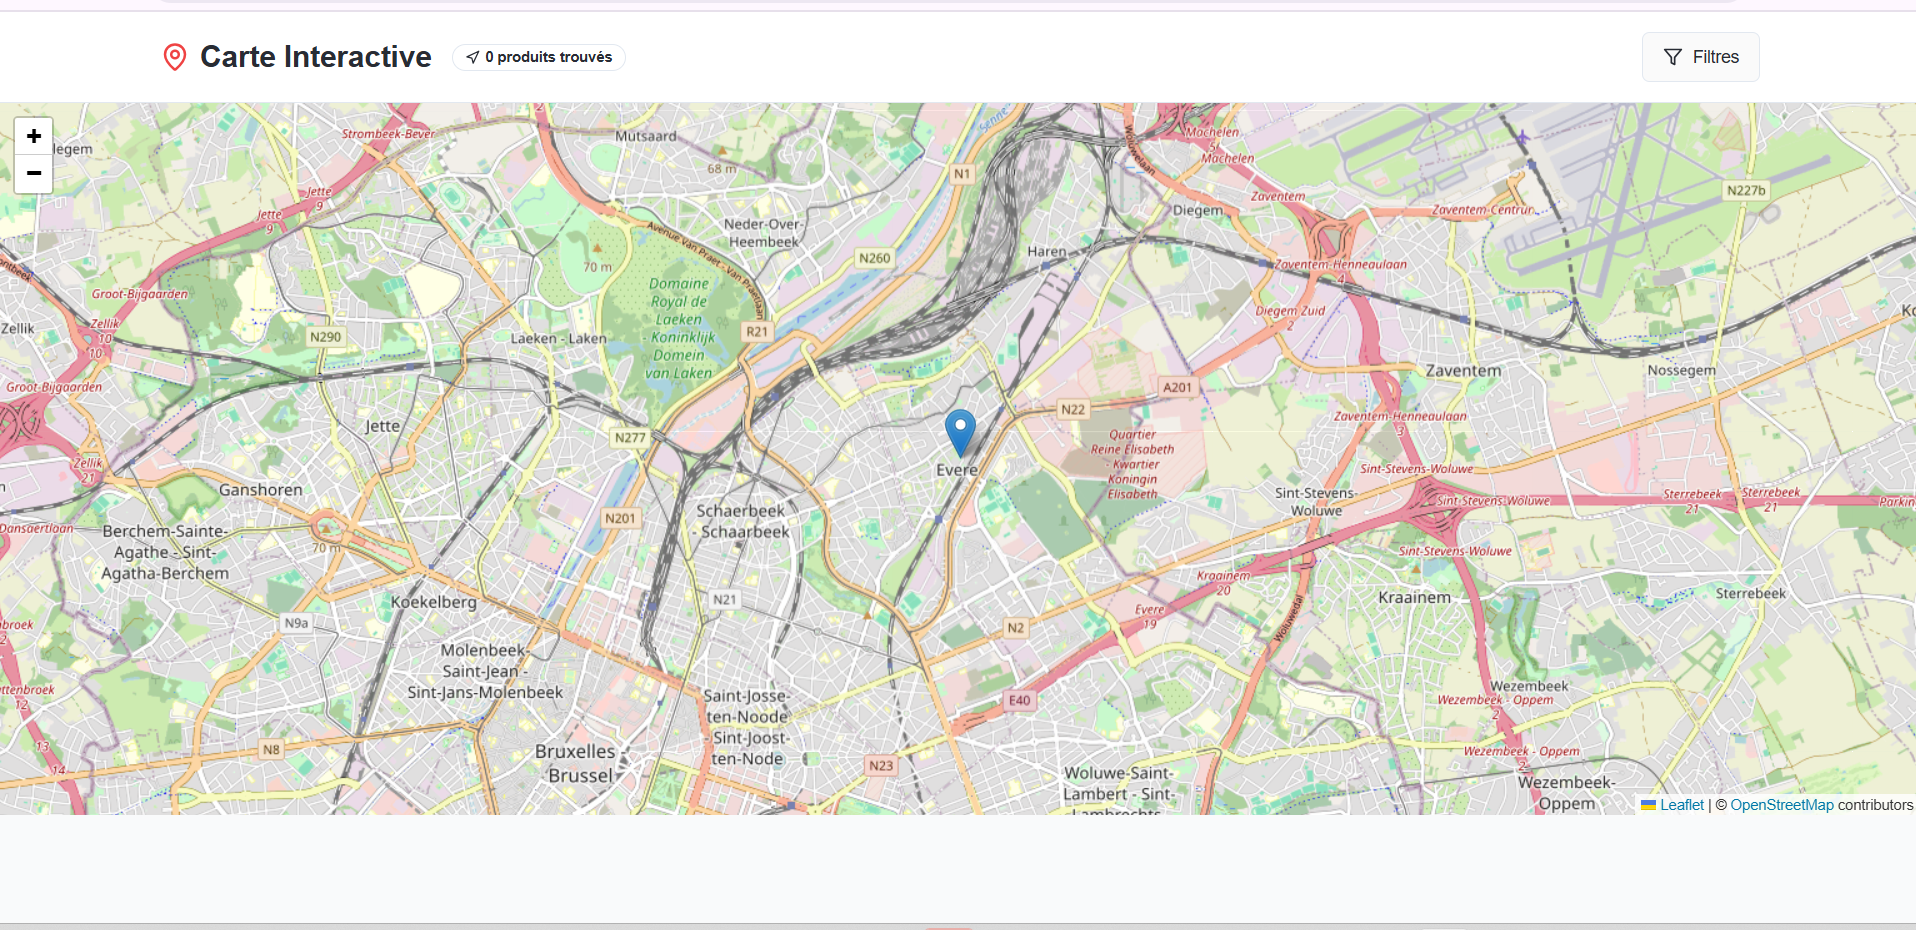 Carte Interactive
0 produits trouvés
Filtres
+
−
Strombeek-Bever
Mutsaard
68 m
Senne
N1
Woluwelaan
Machelen
5
Machelen
N227b
Jette
9
Jette
9
Neder-Over-
Heembeek
Avenue Van Praet - Van Praetlaan
Diegem
Zaventem
Zaventem-Centrum
N260
Haren
70 m
Zaventem-Henneaulaan
4
Groot-Bijgaarden
Domaine
Royal de
Laeken
- Koninklijk
Domein
van Laken
Zellik
Zellik
10
10
N290
Laeken - Laken
R21
Diegem Zuid
2
Groot-Bijgaarden
Zaventem
Nossegem
A201
N22
Zaventem-Henneaulaan
3
Jette
N277
Quartier
Reine Elisabeth
- Kwartier
Koningin
Elisabeth
Evere
Zellik
21
Ganshoren
Sint-Stevens-Woluwe
Sint-Stevens-
Woluwe
Sint-Stevens-Woluwe
Sterrebeek
21
Sterrebeek
21
Dansaertlaan
Berchem-Sainte-
Agathe - Sint-
Agatha-Berchem
70 m
N201
Schaerbeek
- Schaarbeek
Sint-Stevens-Woluwe
Kraainem
20
Koekelberg
N21
Evere
19
Woluwedal
Kraainem
Sterrebeek
N9a
N2
Molenbeek-
Saint-Jean -
Sint-Jans-Molenbeek
12
Saint-Josse-
ten-Noode
- Sint-Joost-
ten-Node
E40
Wezembeek
Wezembeek - Oppem
2
13
14
N8
Bruxelles -
Brussel
N23
Woluwe-Saint-
Lambert - Sint-
Wezembeek - Oppem
2
Wezembeek-
Oppem
Leaflet | © OpenStreetMap contributors